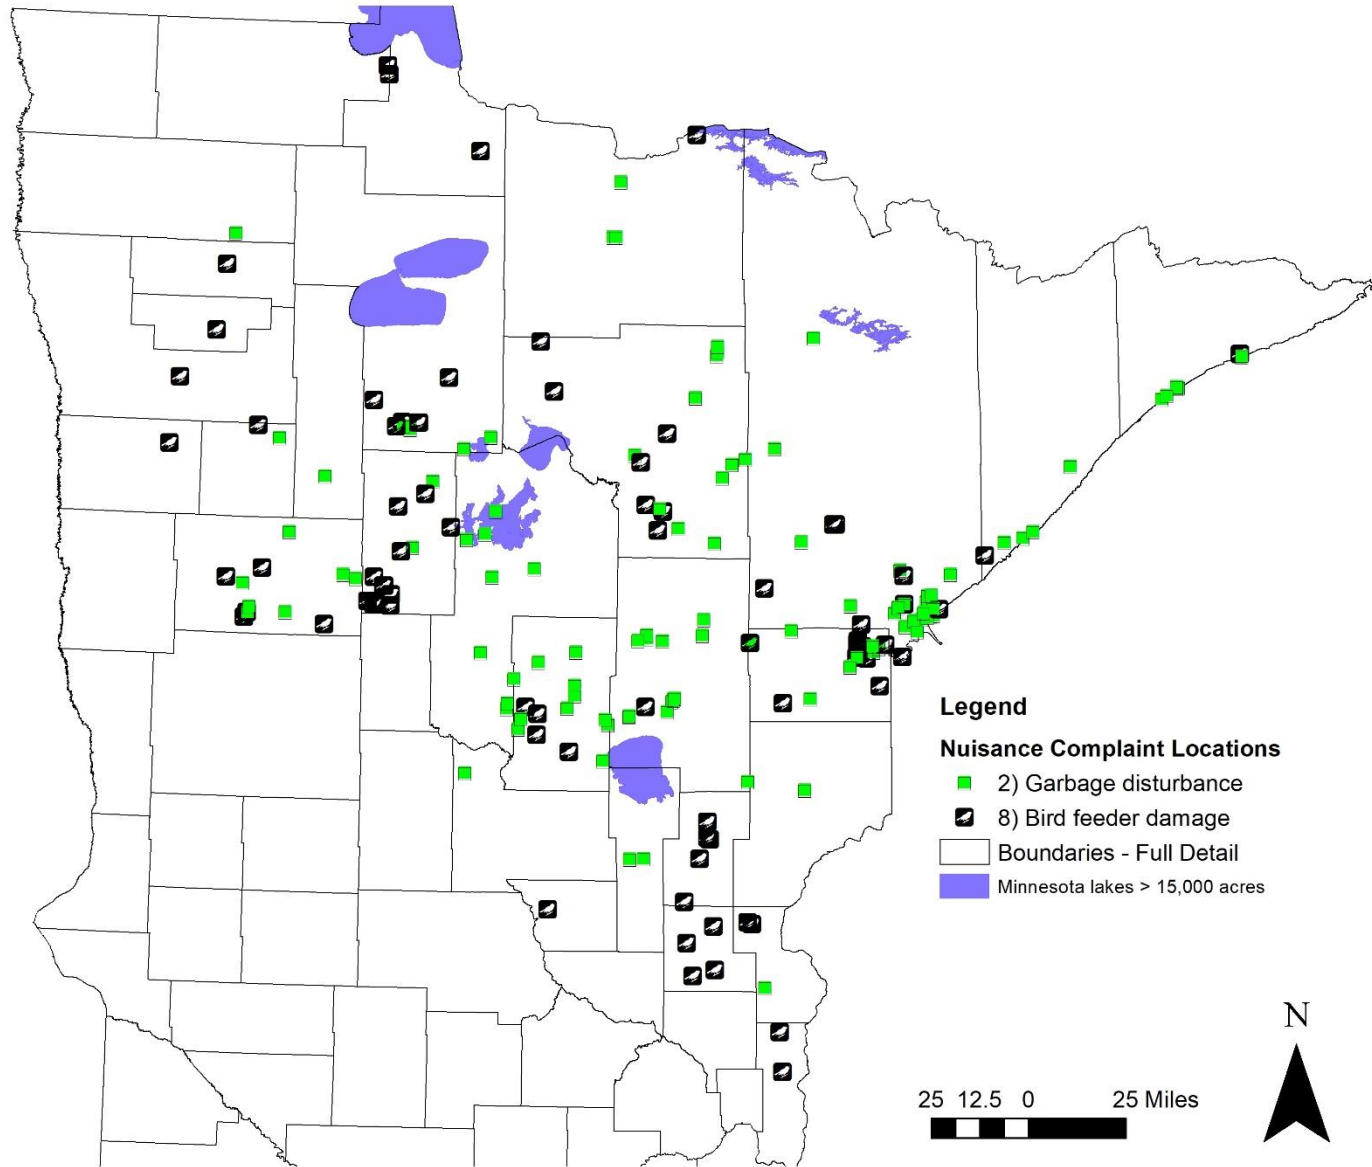 Legend
Nuisance Complaint Locations
2) Garbage disturbance
8) Bird feeder damage
Boundaries - Full Detail
Minnesota lakes > 15,000 acres
N
25 12.5 0 25 Miles